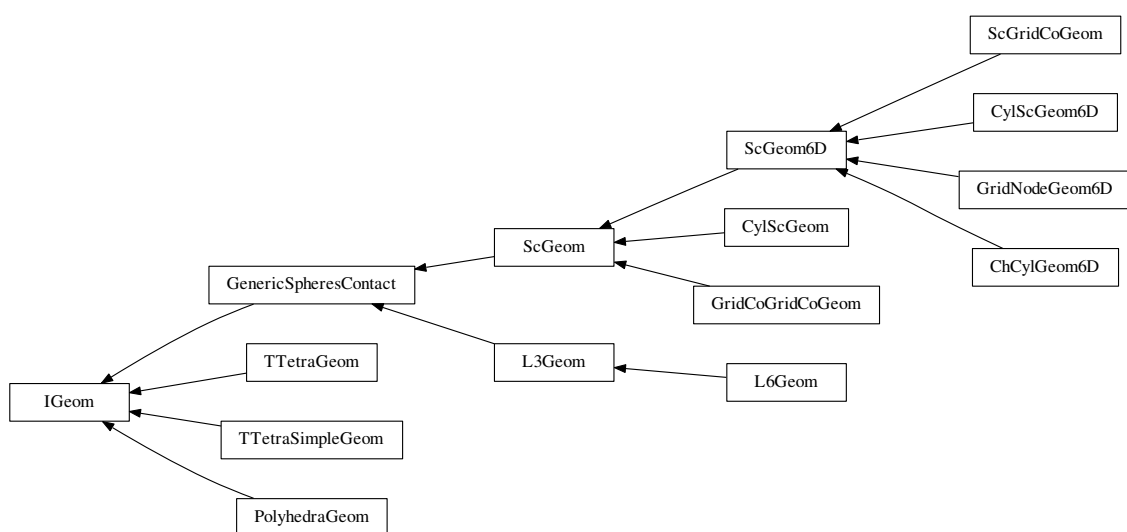 ScGridCoGeom
CylScGeom6D
ScGeom6D
GridNodeGeom6D
CylScGeom
ScGeom
ChCylGeom6D
GenericSpheresContact
GridCoGridCoGeom
TTetraGeom
L3Geom
L6Geom
IGeom
TTetraSimpleGeom
PolyhedraGeom